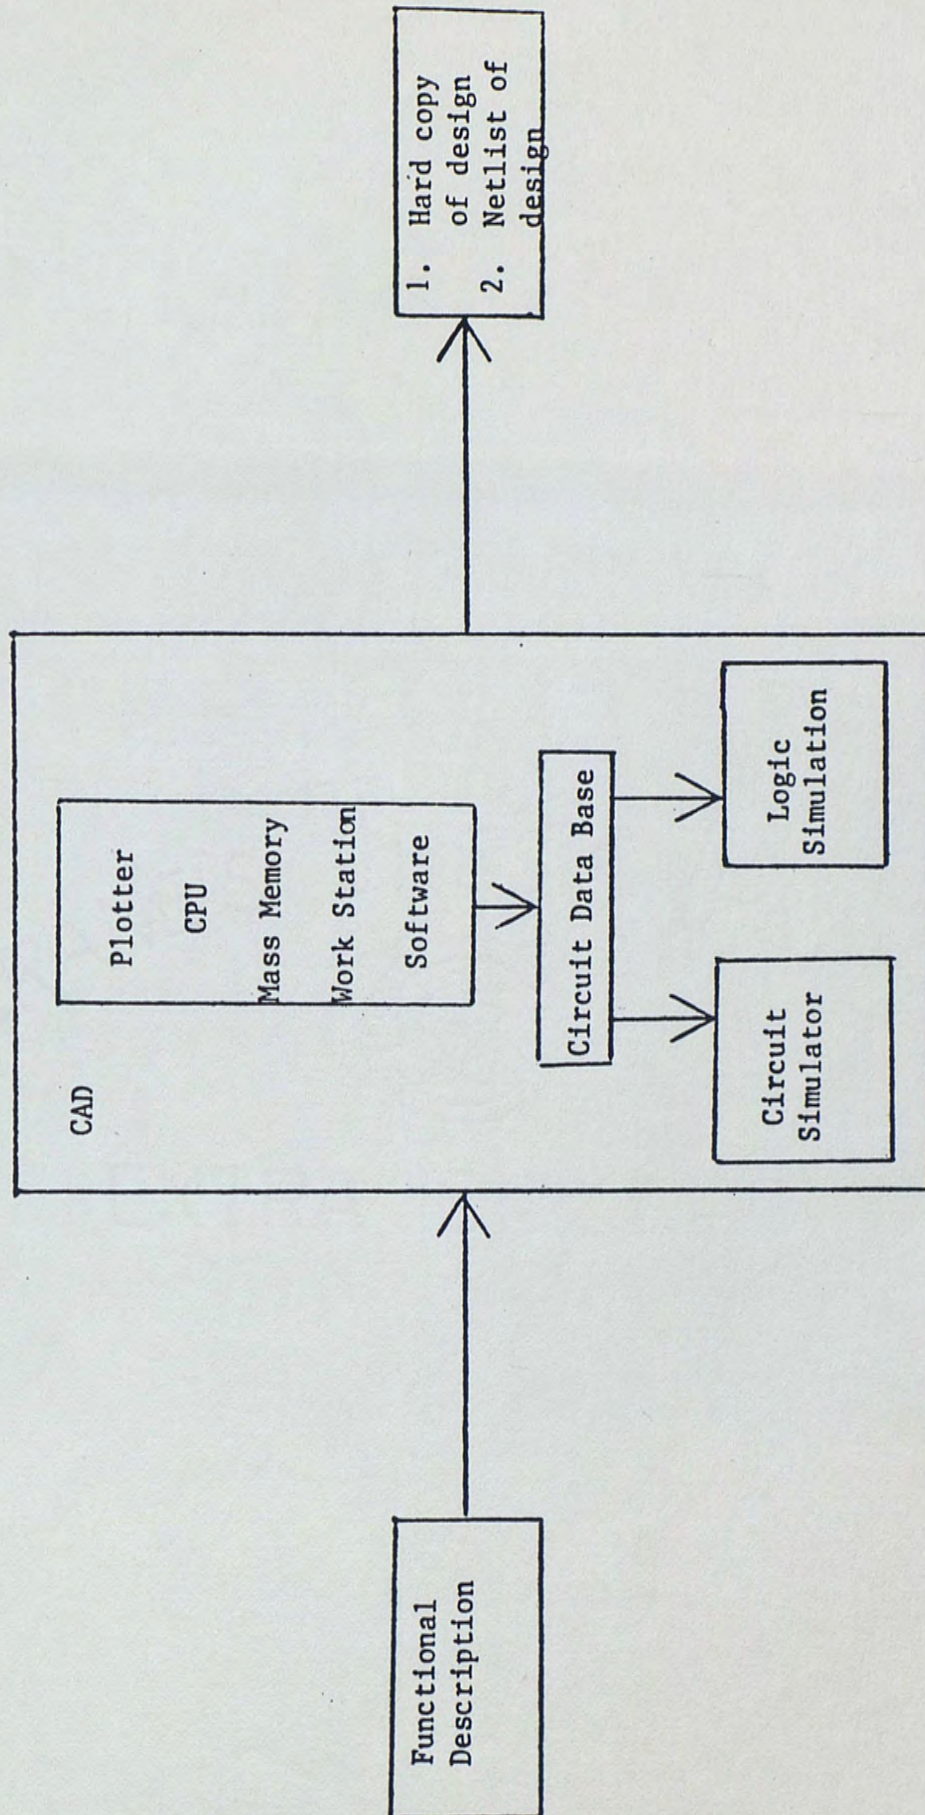 Functional
Description
CAD
Plotter
CPU
Mass Memory
Work Station
Software
Circuit Data Base
Circuit
Simulator
Logic
Simulation
1. Hard copy
of design
2. Netlist of
design